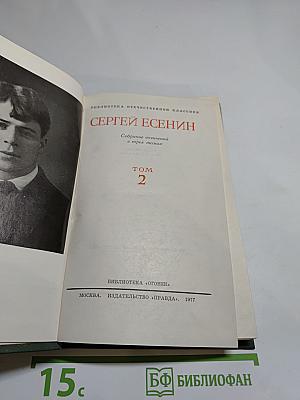 БИБЛИОТЕКА ОТЕЧЕСТВЕННОЙ КЛАССИКИ
СЕРГЕЙ ЕСЕНИН
Собрание сочинений
в трех томах
ТОМ
2
БИБЛИОТЕКА «ОГОНЕК»
МОСКВА. ИЗДАТЕЛЬСТВО «ПРАВДА». 1977
15с
БФ БИБЛИОФАН